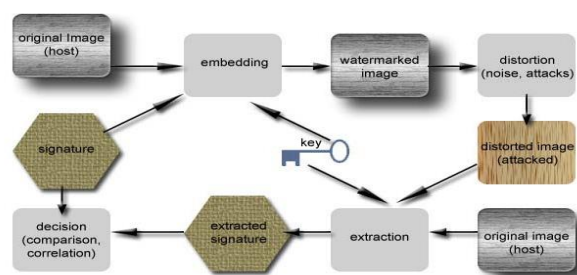 original Image
(host)
embedding
watermarked
image
distortion
(noise, attacks)
signature
key
distorted image
(attacked)
decision
(comparison,
correlation)
extracted
signature
extraction
original image
(host)